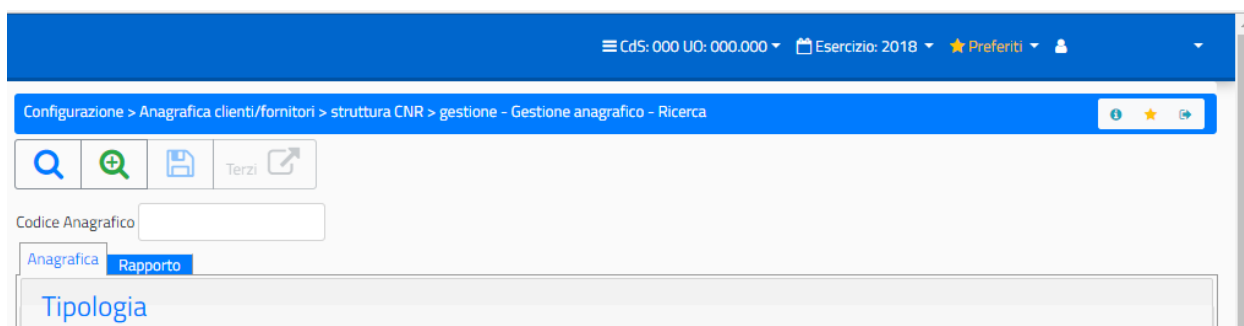 CdS: 000 UO: 000.000 Esercizio: 2018 Preferiti
Configurazione > Anagrafica clienti/fornitori > struttura CNR > gestione - Gestione anagrafico - Ricerca
Terzi
Codice Anagrafico
Anagrafica Rapporto
Tipologia